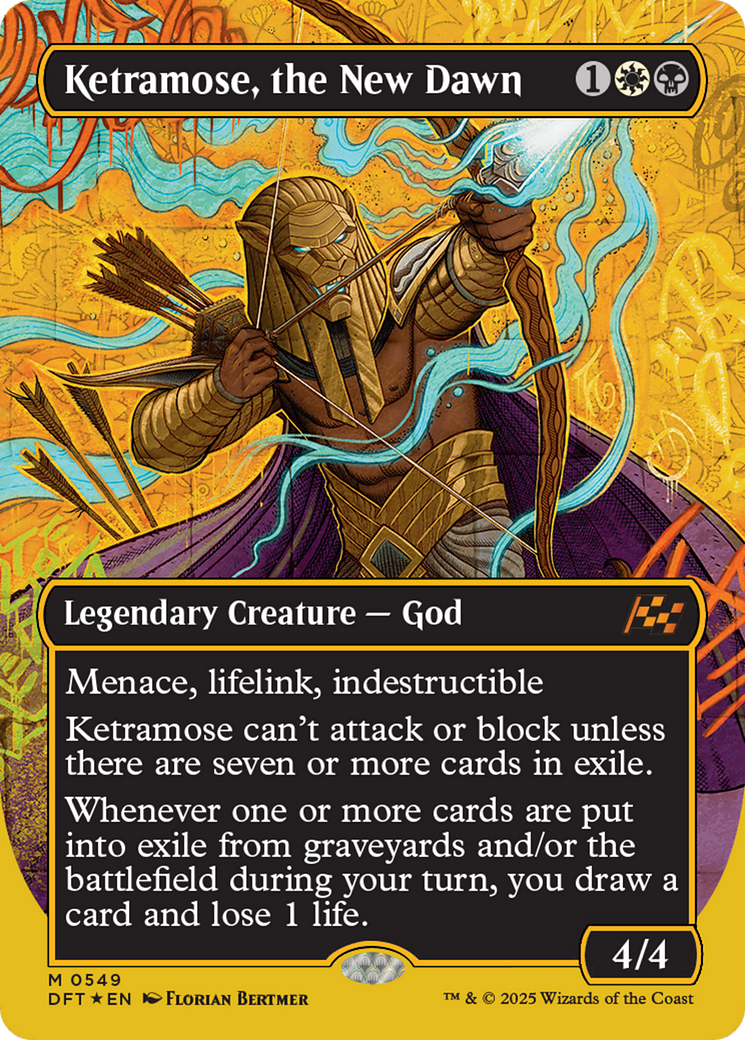 Ketramose, the New Dawn 1
Legendary Creature — God
Menace, lifelink, indestructible
Ketramose can't attack or block unless
there are seven or more cards in exile.
Whenever one or more cards are put
into exile from graveyards and/or the
battlefield during your turn, you draw a
card and lose 1 life.
4/4
M 0549
DFT ★ EN Florian Bertmer
™ & © 2025 Wizards of the Coast